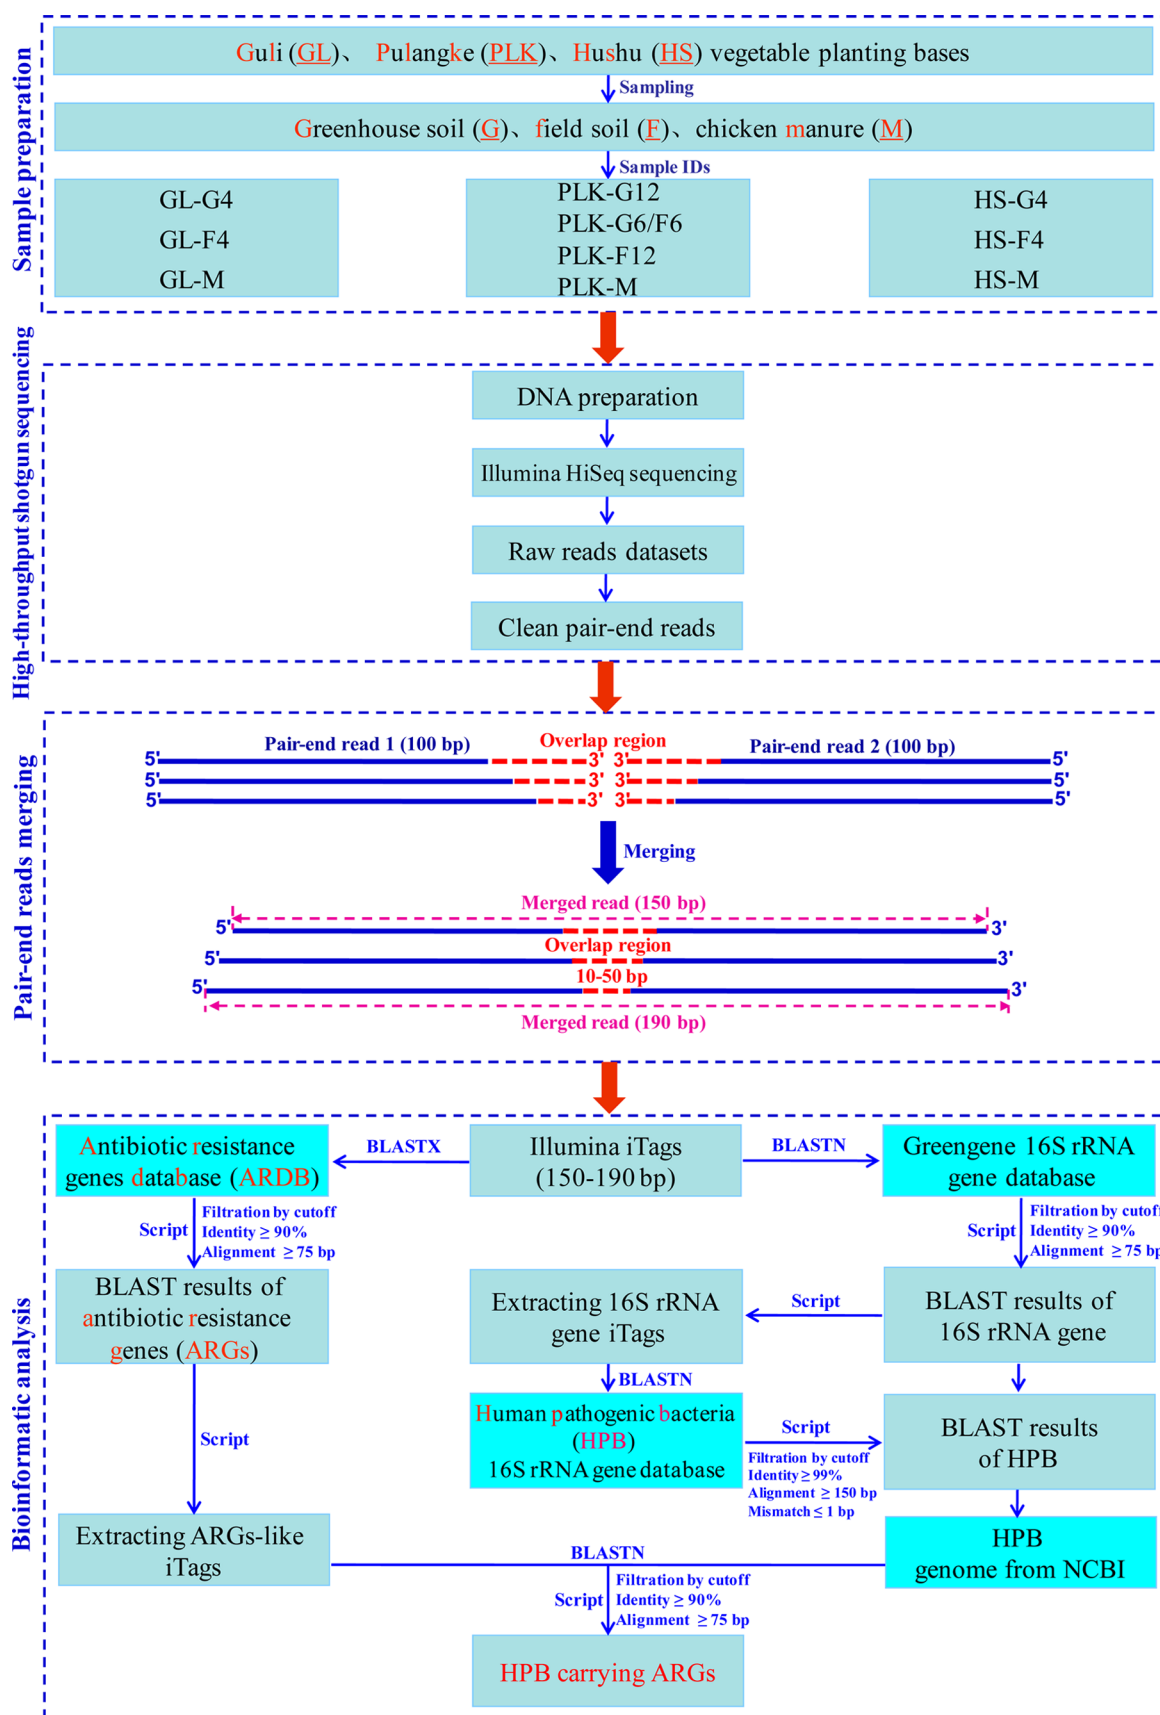 Sample preparation
Guli (GL)、 Pulangke (PLK)、Hushu (HS) vegetable planting bases
Sampling
Greenhouse soil (G)、field soil (F)、chicken manure (M)
Sample IDs
GL-G4
GL-F4
GL-M
PLK-G12
PLK-G6/F6
PLK-F12
PLK-M
HS-G4
HS-F4
HS-M
High-throughput shotgun sequencing
DNA preparation
Illumina HiSeq sequencing
Raw reads datasets
Clean pair-end reads
Pair-end reads merging
Pair-end read 1 (100 bp)
Overlap region
Pair-end read 2 (100 bp)
5' 3' 3' 5'
5' 3' 3' 5'
5' 3' 3' 5'
Merging
Merged read (150 bp)
5' 3'
Overlap region
5' 3'
10-50 bp
5' 3'
Merged read (190 bp)
Bioinformatic analysis
Antibiotic resistance
genes database (ARDB)
BLASTX
Illumina iTags
(150-190 bp)
BLASTN
Greengene 16S rRNA
gene database
Script
Filtration by cutoff
Identity ≥ 90%
Alignment ≥ 75 bp
Script
Filtration by cutoff
Identity ≥ 90%
Alignment ≥ 75 bp
BLAST results of
antibiotic resistance
genes (ARGs)
Extracting 16S rRNA
gene iTags
Script
BLAST results of
16S rRNA gene
BLASTN
Script
Human pathogenic bacteria
(HPB)
16S rRNA gene database
Script
Filtration by cutoff
Identity ≥ 99%
Alignment ≥ 150 bp
Mismatch ≤ 1 bp
BLAST results
of HPB
Extracting ARGs-like
iTags
BLASTN
HPB
genome from NCBI
Script
Filtration by cutoff
Identity ≥ 90%
Alignment ≥ 75 bp
HPB carrying ARGs